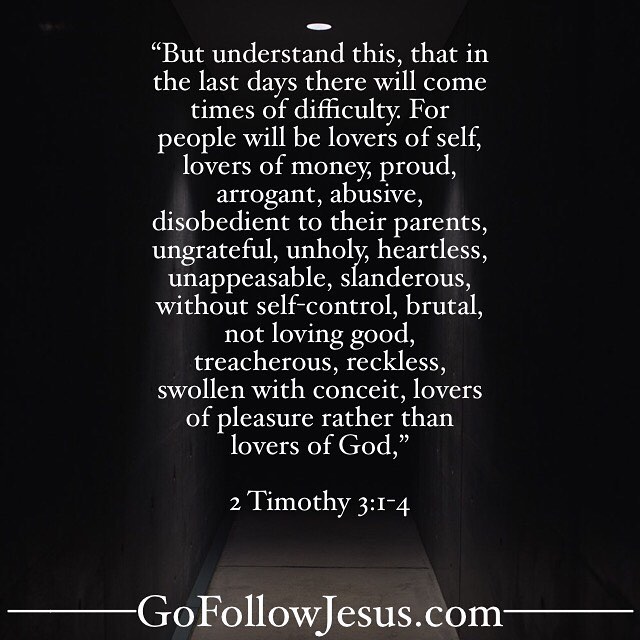 “But understand this, that in
the last days there will come
times of difficulty. For
people will be lovers of self,
lovers of money, proud,
arrogant, abusive,
disobedient to their parents,
ungrateful, unholy, heartless,
unappeasable, slanderous,
without self-control, brutal,
not loving good,
treacherous, reckless,
swollen with conceit, lovers
of pleasure rather than
lovers of God,”
2 Timothy 3:1-4
GoFollowJesus.com